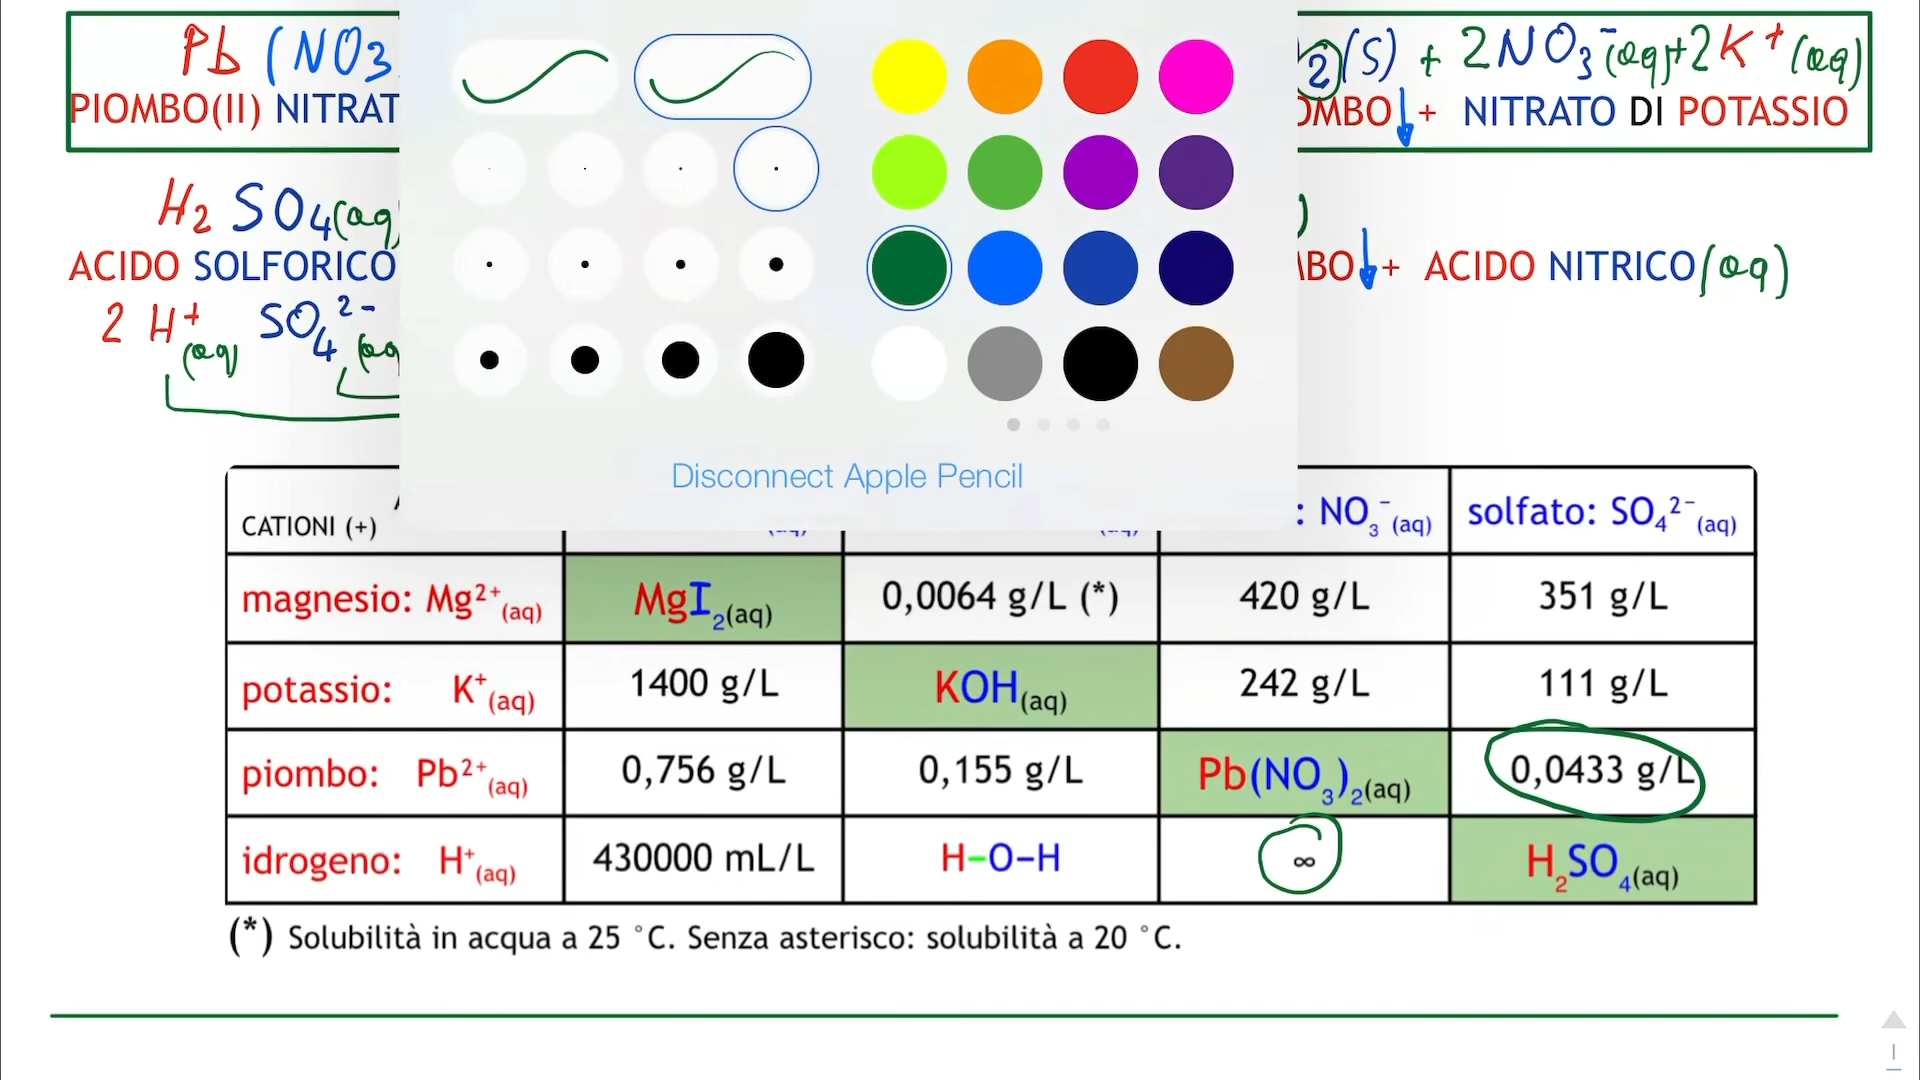 Pb (NO3 2 (S) + 2NO3⁻(aq)+2K⁺(aq)
PIOMBO(II) NITRAT OMBO↓+ NITRATO DI POTASSIO
H2 SO4(aq )
ACIDO SOLFORICO MBO↓+ ACIDO NITRICO(aq)
2 H⁺(aq) SO4²⁻(aq
Disconnect Apple Pencil
CATIONI (+) : NO₃⁻(aq) solfato: SO₄²⁻(aq)
magnesio: Mg²⁺(aq) MgI₂(aq) 0,0064 g/L (*) 420 g/L 351 g/L
potassio: K⁺(aq) 1400 g/L KOH(aq) 242 g/L 111 g/L
piombo: Pb²⁺(aq) 0,756 g/L 0,155 g/L Pb(NO₃)₂(aq) 0,0433 g/L
idrogeno: H⁺(aq) 430000 mL/L H–O–H ∞ H₂SO₄(aq)
(*) Solubilità in acqua a 25 °C. Senza asterisco: solubilità a 20 °C.